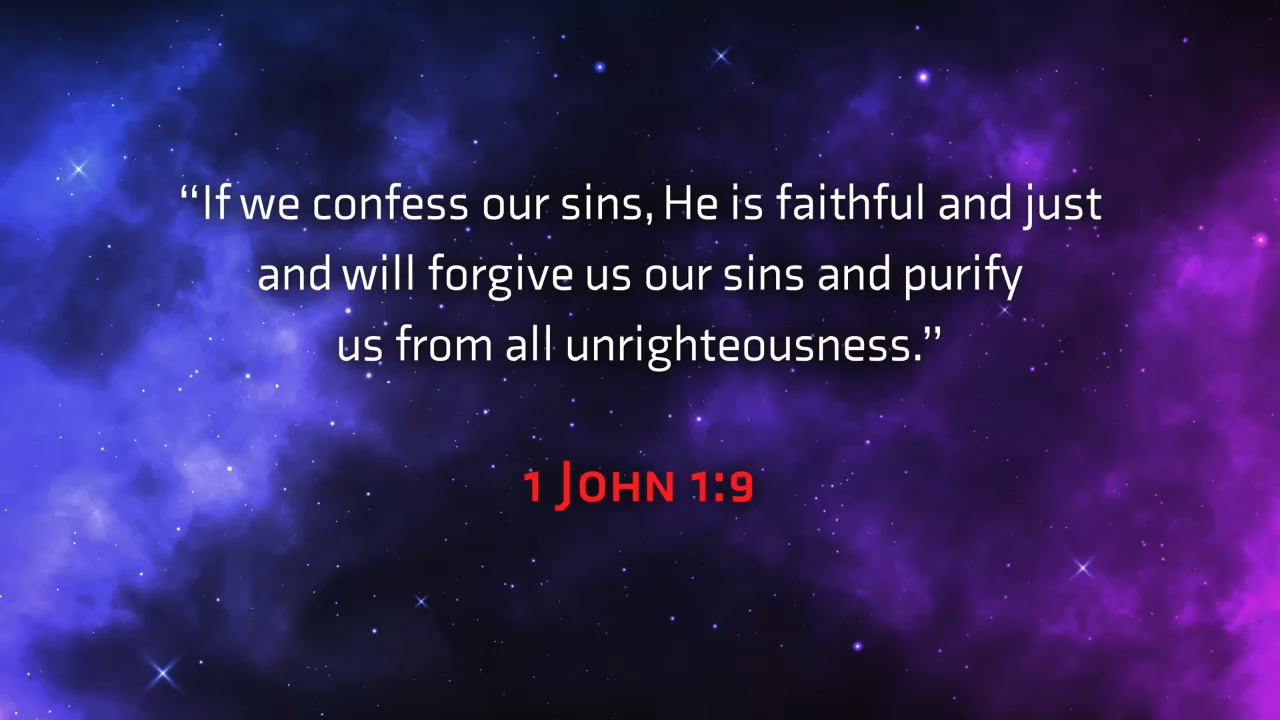 “If we confess our sins, He is faithful and just
and will forgive us our sins and purify
us from all unrighteousness.”
1 John 1:9